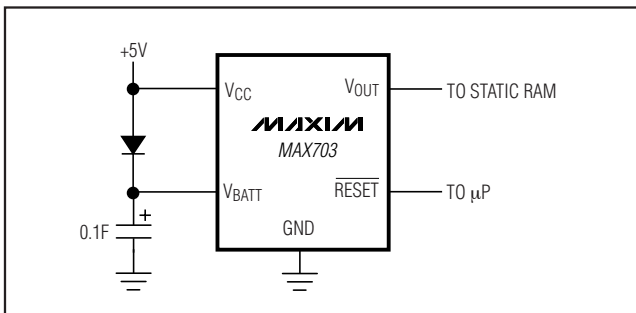 +5V
VCC
VOUT
TO STATIC RAM
MAXIM
MAX703
VBATT
RESET
TO μP
0.1F
+
GND